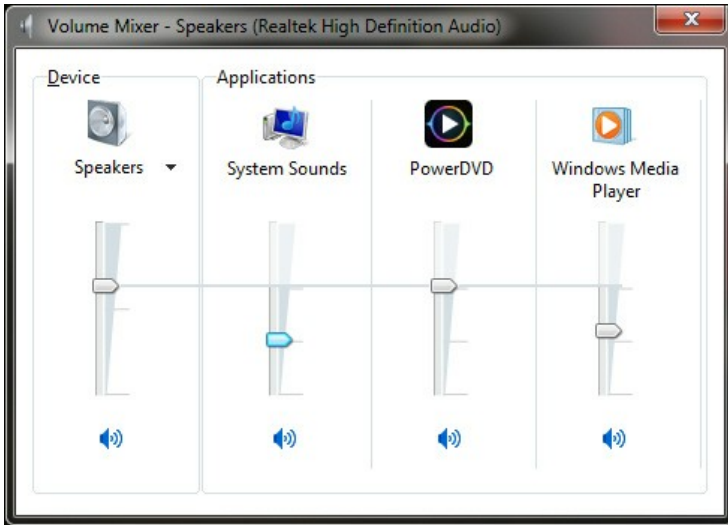 Volume Mixer - Speakers (Realtek High Definition Audio)
Device
Applications
Speakers
System Sounds
PowerDVD
Windows Media
Player